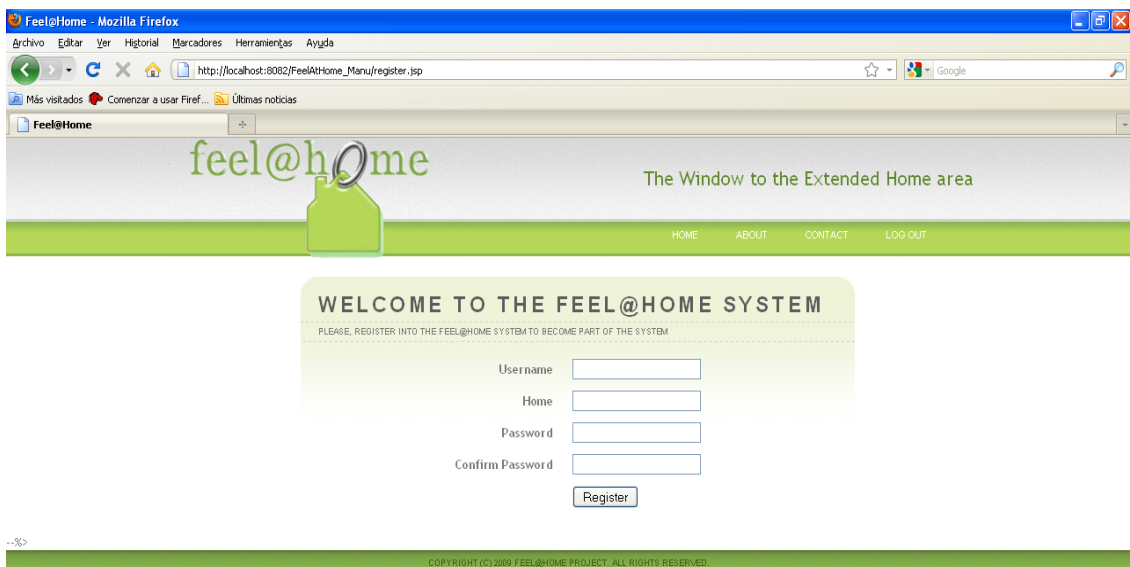 Feel@Home - Mozilla Firefox
Archivo Editar Ver Historial Marcadores Herramientas Ayuda
http://localhost:8082/FeelAtHome_Manu/register.jsp
Google
Más visitados Comenzar a usar Firef... Últimas noticias
Feel@Home
feel@home
The Window to the Extended Home area
HOME ABOUT CONTACT LOG OUT
WELCOME TO THE FEEL@HOME SYSTEM
PLEASE, REGISTER INTO THE FEEL@HOME SYSTEM TO BECOME PART OF THE SYSTEM
Username
Home
Password
Confirm Password
Register
--%>
COPYRIGHT (C) 2009 FEEL@HOME PROJECT. ALL RIGHTS RESERVED.